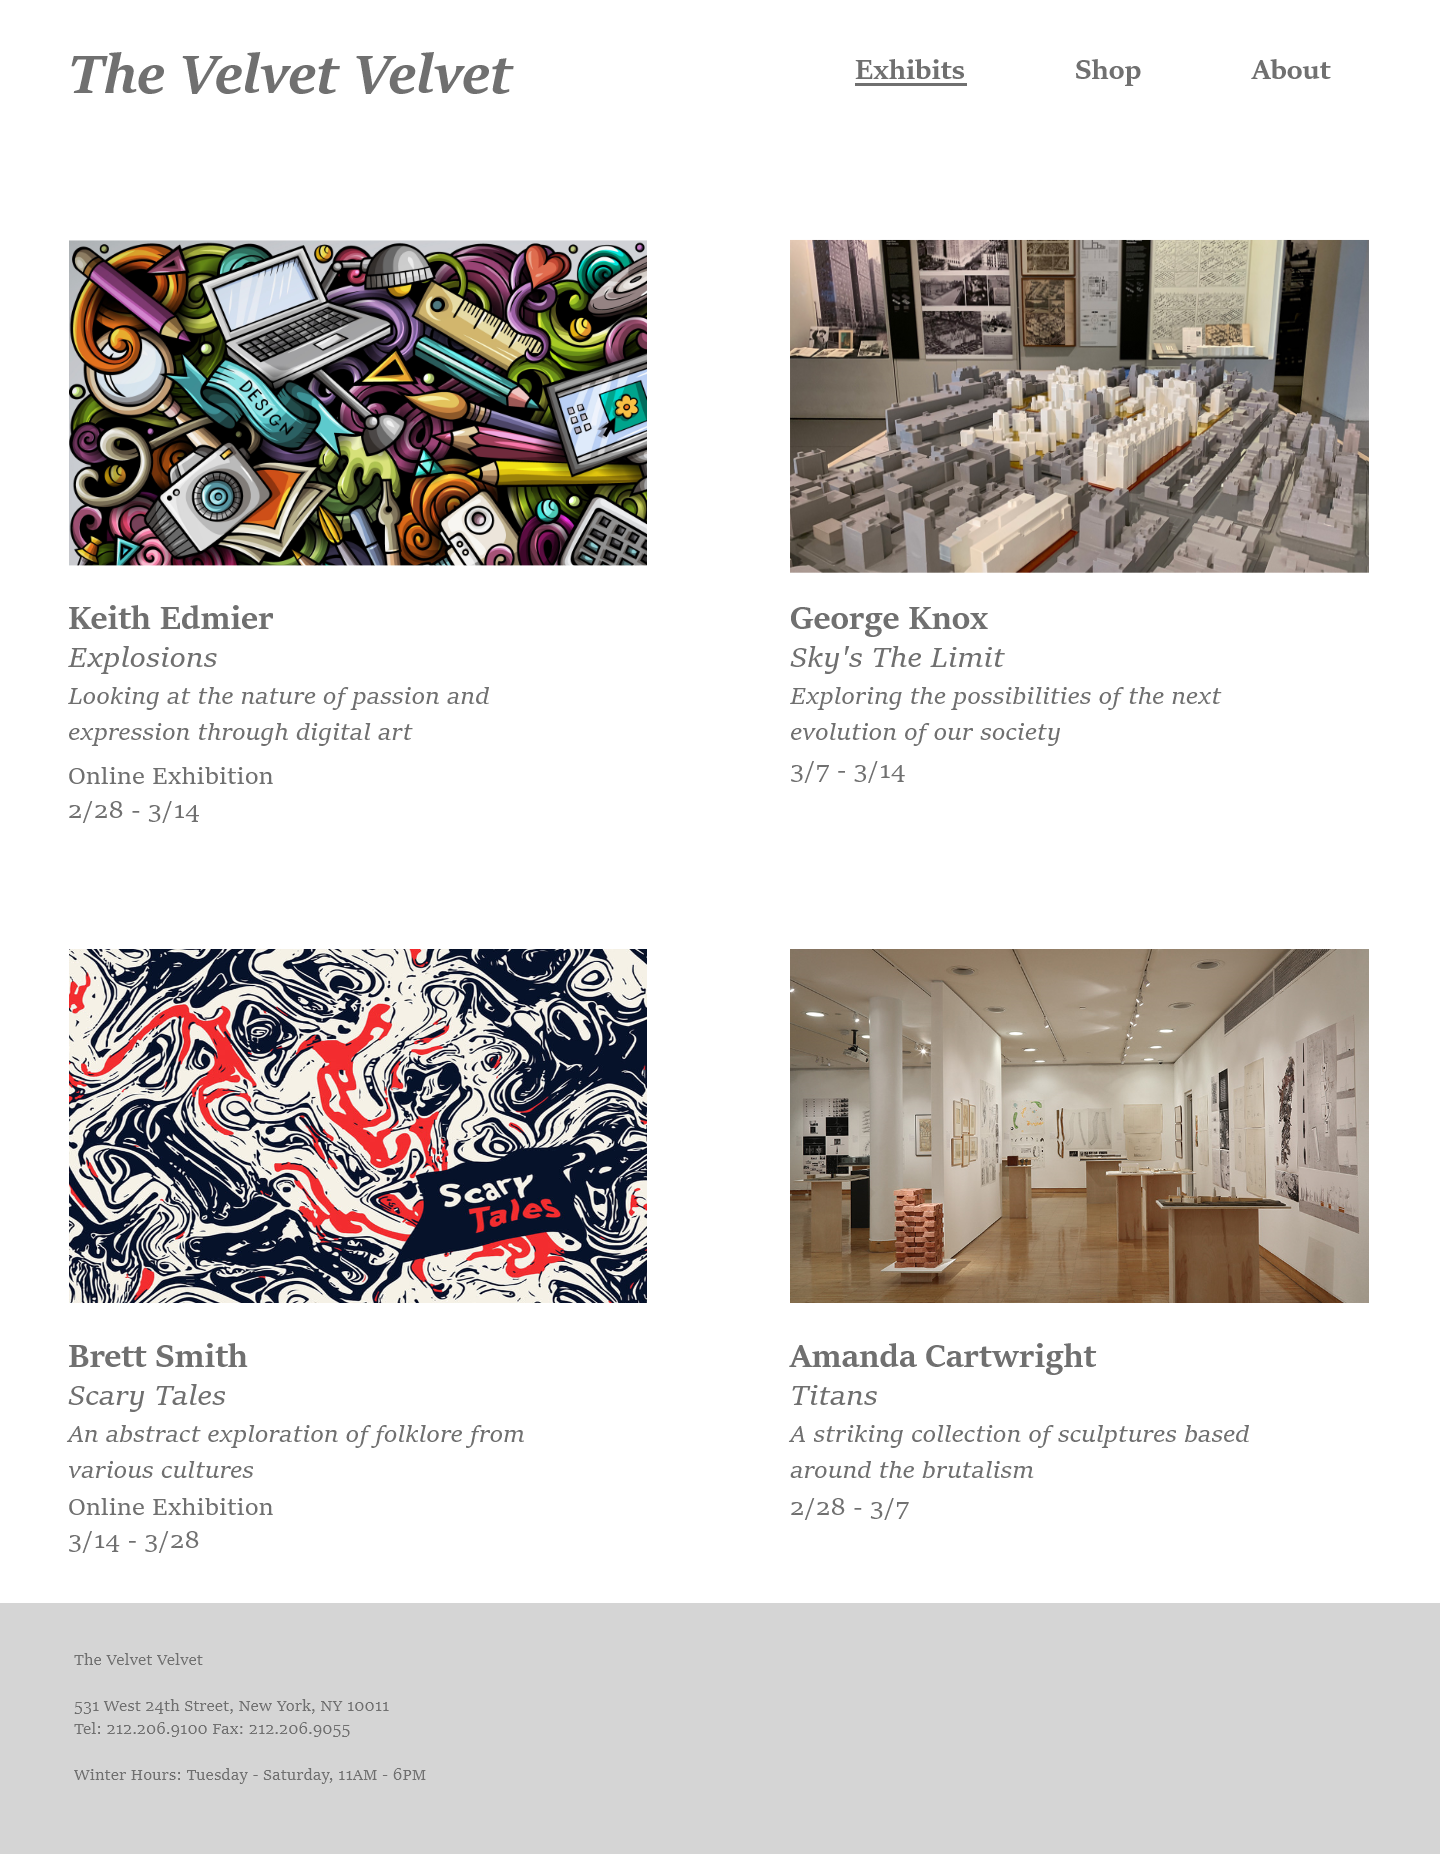 The Velvet Velvet
Exhibits
Shop
About
DESIGN
Keith Edmier
Explosions
Looking at the nature of passion and
expression through digital art
Online Exhibition
2/28 - 3/14
George Knox
Sky's The Limit
Exploring the possibilities of the next
evolution of our society
3/7 - 3/14
Scary
Tales
Brett Smith
Scary Tales
An abstract exploration of folklore from
various cultures
Online Exhibition
3/14 - 3/28
Amanda Cartwright
Titans
A striking collection of sculptures based
around the brutalism
2/28 - 3/7
The Velvet Velvet
531 West 24th Street, New York, NY 10011
Tel: 212.206.9100 Fax: 212.206.9055
Winter Hours: Tuesday - Saturday, 11AM - 6PM